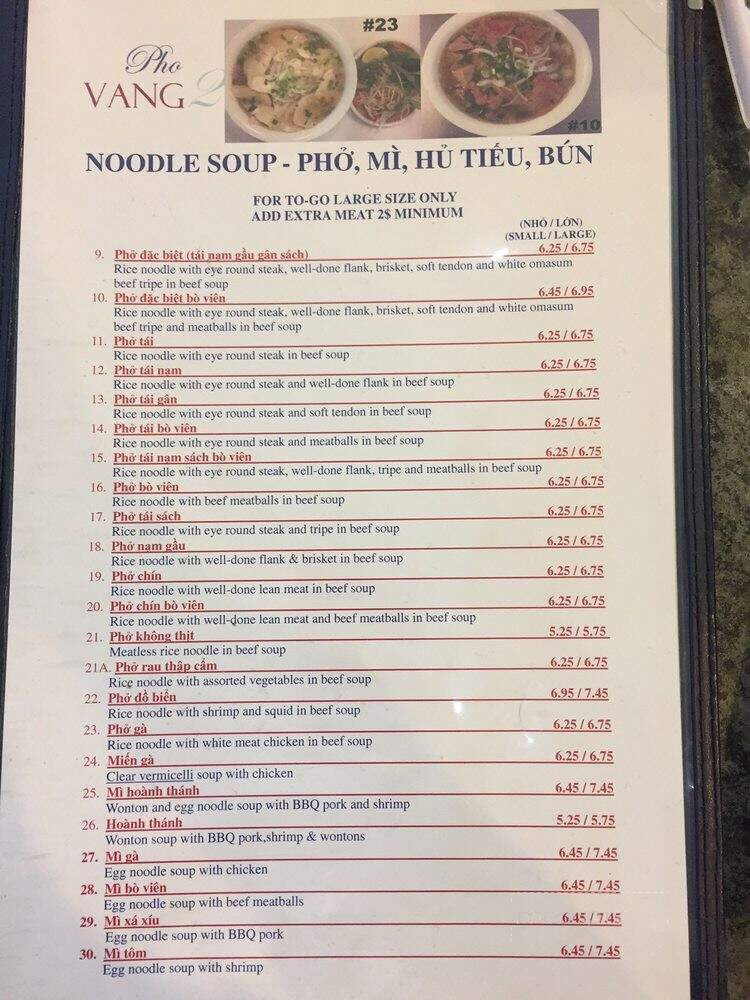 #23
Pho
VANG 2
#10
NOODLE SOUP - PHỞ, MÌ, HỦ TIẾU, BÚN
FOR TO-GO LARGE SIZE ONLY
ADD EXTRA MEAT 2$ MINIMUM
(NHỎ / LỚN)
(SMALL / LARGE)
9. Phở đặc biệt (tái nam gầu gân sách) 6.25 / 6.75
Rice noodle with eye round steak, well-done flank, brisket, soft tendon and white omasum
beef tripe in beef soup
10. Phở đặc biệt bò viên 6.45 / 6.95
Rice noodle with eye round steak, well-done flank, brisket, soft tendon and white omasum
beef tripe and meatballs in beef soup
11. Phở tái 6.25 / 6.75
Rice noodle with eye round steak in beef soup
12. Phở tái nam 6.25 / 6.75
Rice noodle with eye round steak and well-done flank in beef soup
13. Phở tái gân 6.25 / 6.75
Rice noodle with eye round steak and soft tendon in beef soup
14. Phở tái bò viên 6.25 / 6.75
Rice noodle with eye round steak and meatballs in beef soup
15. Phở tái nam sách bò viên 6.25 / 6.75
Rice noodle with eye round steak, well-done flank, tripe and meatballs in beef soup
16. Phở bò viên 6.25 / 6.75
Rice noodle with beef meatballs in beef soup
17. Phở tái sách 6.25 / 6.75
Rice noodle with eye round steak and tripe in beef soup
18. Phở nam gầu 6.25 / 6.75
Rice noodle with well-done flank & brisket in beef soup
19. Phở chín 6.25 / 6.75
Rice noodle with well-done lean meat in beef soup
20. Phở chín bò viên 6.25 / 6.75
Rice noodle with well-done lean meat and beef meatballs in beef soup
21. Phở không thịt 5.25 / 5.75
Meatless rice noodle in beef soup
21A. Phở rau thập cẩm 6.25 / 6.75
Rice noodle with assorted vegetables in beef soup
22. Phở đồ biển 6.95 / 7.45
Rice noodle with shrimp and squid in beef soup
23. Phở gà 6.25 / 6.75
Rice noodle with white meat chicken in beef soup
24. Miến gà 6.25 / 6.75
Clear vermicelli soup with chicken
25. Mì hoành thánh 6.45 / 7.45
Wonton and egg noodle soup with BBQ pork and shrimp
26. Hoành thánh 5.25 / 5.75
Wonton soup with BBQ pork,shrimp & wontons
27. Mì gà 6.45 / 7.45
Egg noodle soup with chicken
28. Mì bò viên 6.45 / 7.45
Egg noodle soup with beef meatballs
29. Mì xá xíu 6.45 / 7.45
Egg noodle soup with BBQ pork
30. Mì tôm 6.45 / 7.45
Egg noodle soup with shrimp